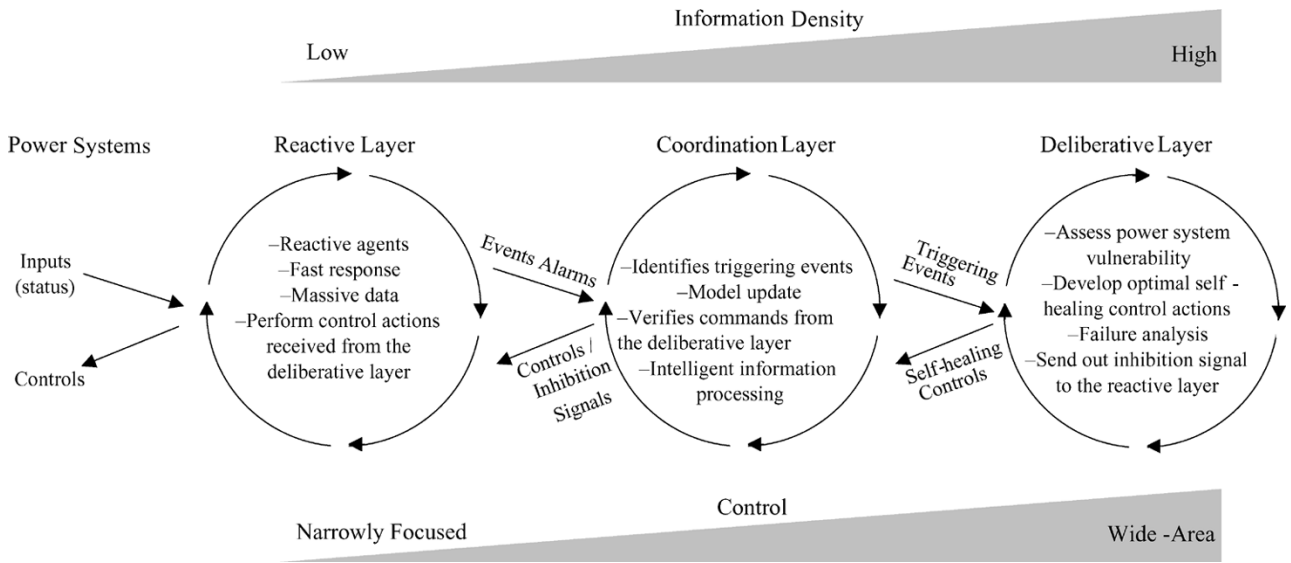 Information Density
Low
High
Power Systems
Reactive Layer
Coordination Layer
Deliberative Layer
Inputs
(status)
Controls
–Reactive agents
–Fast response
–Massive data
–Perform control actions
received from the
deliberative layer
Events Alarms
Controls /
Inhibition
Signals
–Identifies triggering events
–Model update
–Verifies commands from
the deliberative layer
–Intelligent information
processing
Triggering
Events
Self-healing
Controls
–Assess power system
vulnerability
–Develop optimal self -
healing control actions
–Failure analysis
–Send out inhibition signal
to the reactive layer
Control
Narrowly Focused
Wide -Area